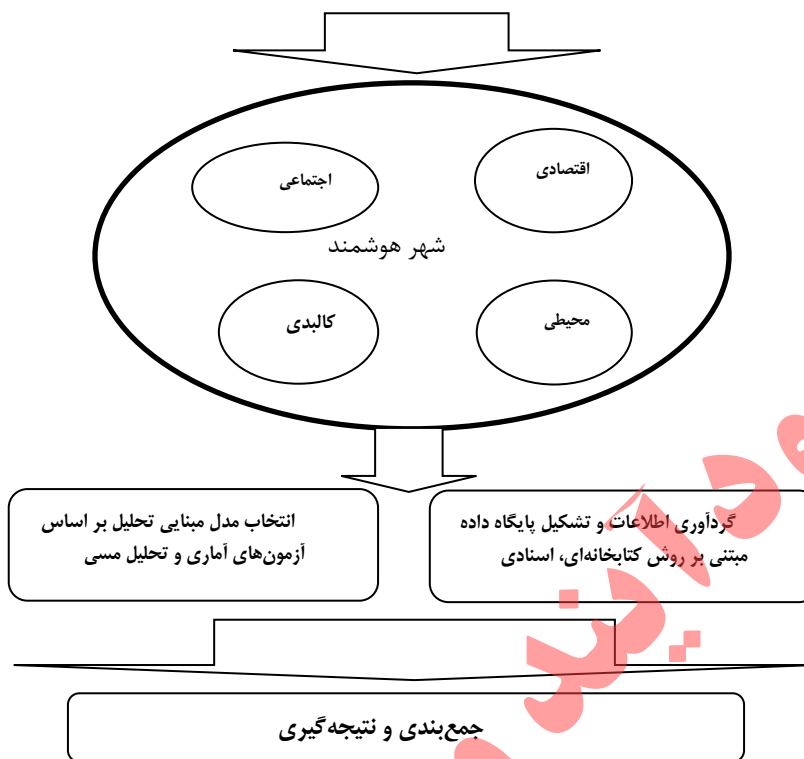 اقتصادی
اجتماعی
شهر هوشمند
محیطی
کالبدی
گردآوری اطلاعات و تشکیل پایگاه داده
مبتنی بر روش کتابخانه‌ای، اسنادی
انتخاب مدل مبنایی تحلیل بر اساس
آزمون‌های آماری و تحلیل مسی
جمع‌بندی و نتیجه‌گیری